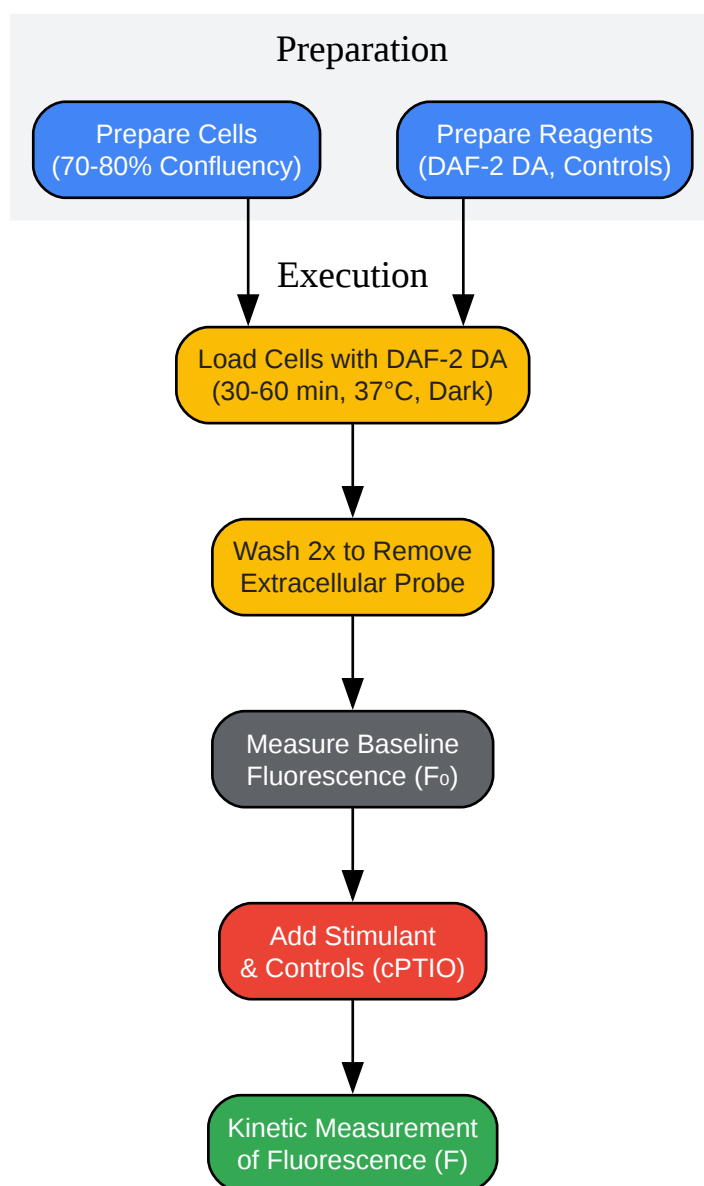 Preparation
Prepare Cells
(70-80% Confluency)
Prepare Reagents
(DAF-2 DA, Controls)
Execution
Load Cells with DAF-2 DA
(30-60 min, 37°C, Dark)
Wash 2x to Remove
Extracellular Probe
Measure Baseline
Fluorescence (F₀)
Add Stimulant
& Controls (cPTIO)
Kinetic Measurement
of Fluorescence (F)